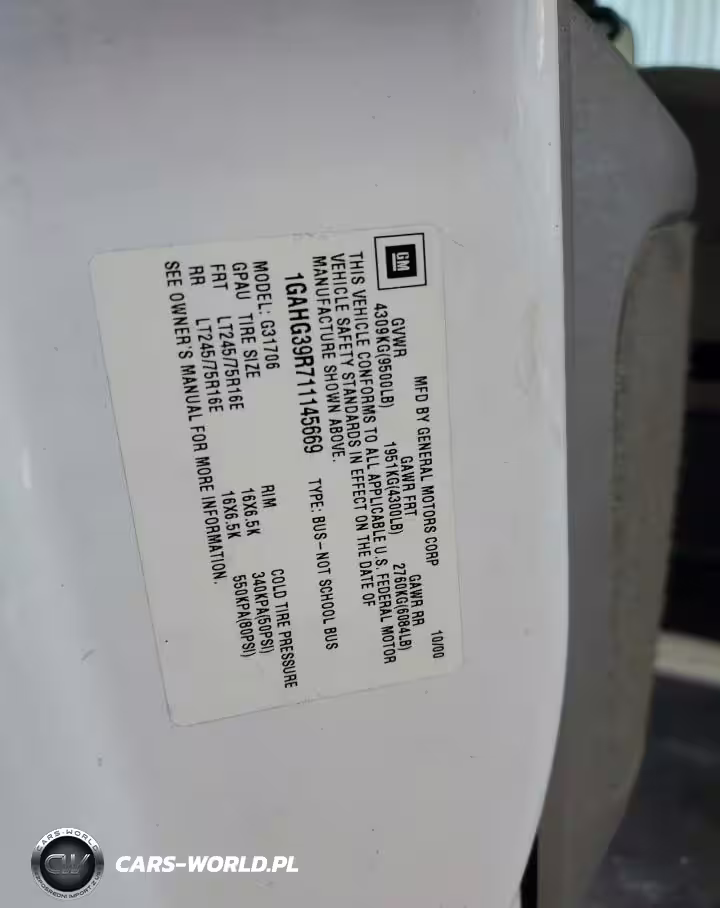 GM
MFD BY GENERAL MOTORS CORP 10/00
GVWR GAWR FRT GAWR RR
4309KG(9500LB) 1951KG(4300LB) 2760KG(6084LB)
THIS VEHICLE CONFORMS TO ALL APPLICABLE U.S. FEDERAL MOTOR
VEHICLE SAFETY STANDARDS IN EFFECT ON THE DATE OF
MANUFACTURE SHOWN ABOVE.
1GAHG39R711145669 TYPE: BUS-NOT SCHOOL BUS
MODEL: G31706
GPAU TIRE SIZE RIM COLD TIRE PRESSURE
FRT LT245/75R16E 16X6.5K 340KPA(50PSI)
RR LT245/75R16E 16X6.5K 550KPA(80PSI)
SEE OWNER'S MANUAL FOR MORE INFORMATION.
CARS-WORLD
CW
CARS-WORLD.PL